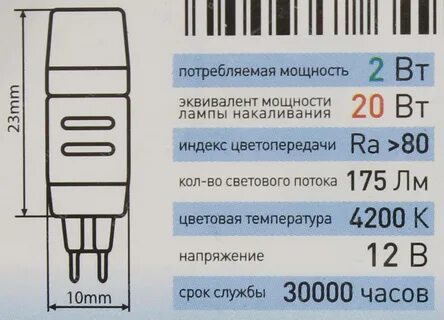 23mm
10mm
потребляемая мощность 2 Вт
эквивалент мощности
лампы накаливания 20 Вт
индекс цветопередачи Ra >80
кол-во светового потока 175 Лм
цветовая температура 4200 К
напряжение 12 В
срок службы 30000 часов